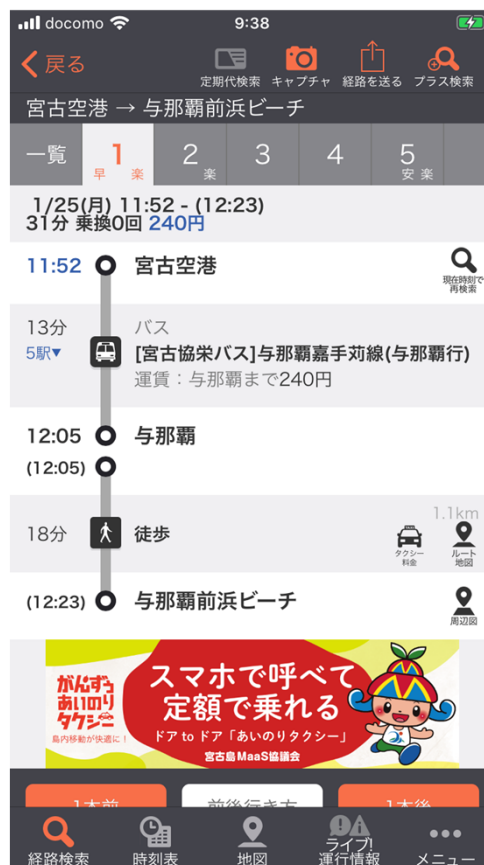 docomo 9:38
戻る
定期代検索 キャプチャ 経路を送る プラス検索
宮古空港 → 与那覇前浜ビーチ
一覧 1 2 3 4 5
早 楽 楽 安 楽
1/25(月) 11:52 - (12:23)
31分 乗換0回 240円
11:52 宮古空港
現在時刻で
再検索
13分 バス
5駅▼ [宮古協栄バス]与那覇嘉手苅線(与那覇行)
運賃：与那覇まで240円
12:05 与那覇
(12:05)
1.1km
18分 徒歩
タクシー
料金
ルート
地図
(12:23) 与那覇前浜ビーチ
周辺図
がんずぅ
あいのり
タクシー
島内移動が快適に！
スマホで呼べて
定額で乗れる
ドア to ドア「あいのりタクシー」
宮古島MaaS協議会
1本前 前後行き方 1本後
経路検索 時刻表 地図 ライブ!
運行情報 メニュー